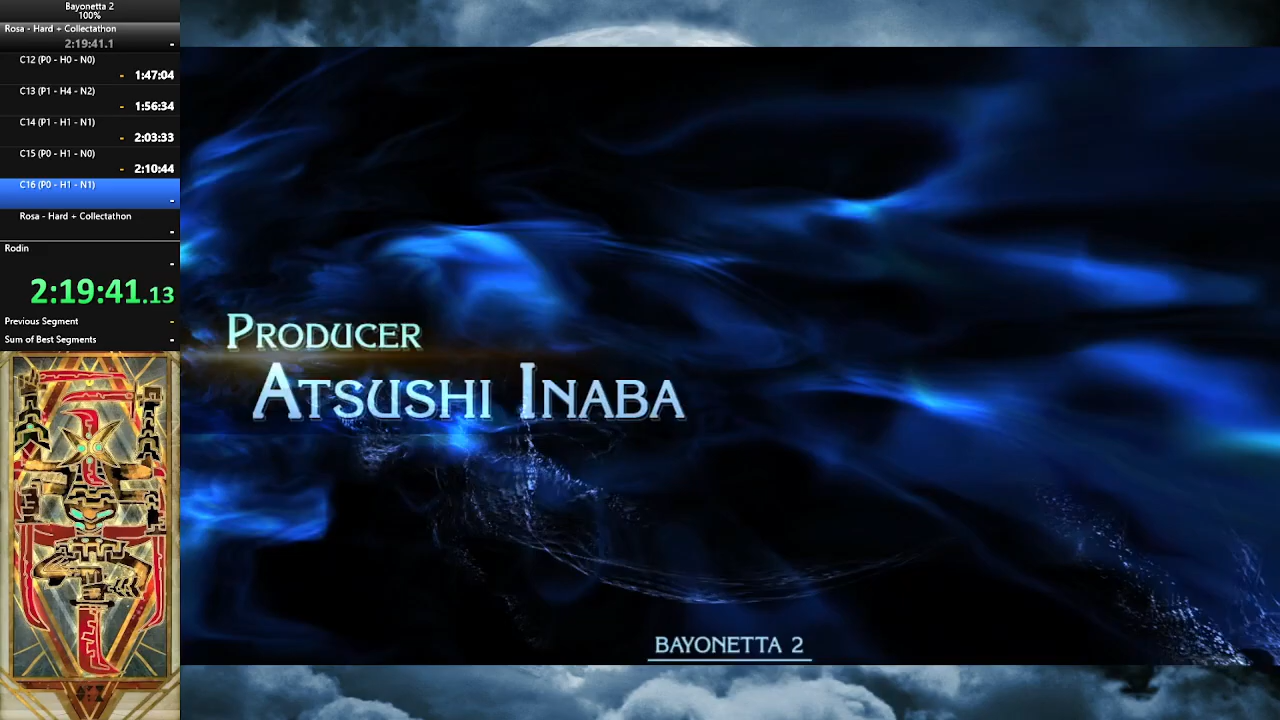 Bayonetta 2
100%
Rosa - Hard + Collectathon
2:19:41.1 -
C12 (P0 - H0 - N0)
- 1:47:04
C13 (P1 - H4 - N2)
- 1:56:34
C14 (P1 - H1 - N1)
- 2:03:33
C15 (P0 - H1 - N0)
- 2:10:44
C16 (P0 - H1 - N1)
-
Rosa - Hard + Collectathon
-
Rodin
-
2:19:41.13
Previous Segment -
Sum of Best Segments -
PRODUCER
ATSUSHI INABA
BAYONETTA 2